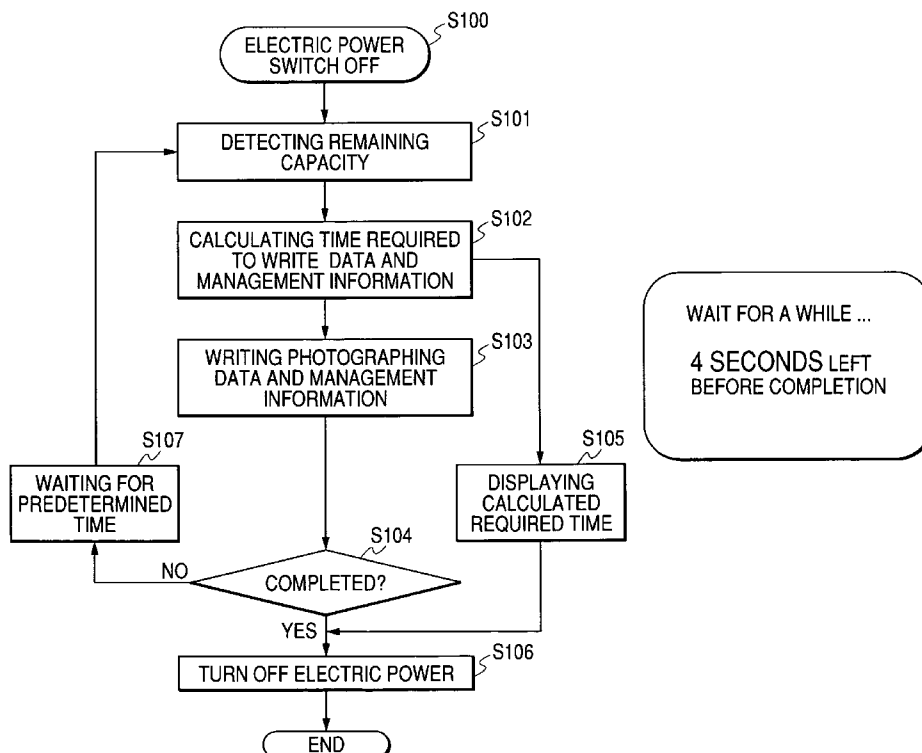 S100
ELECTRIC POWER
SWITCH OFF
S101
DETECTING REMAINING
CAPACITY
S102
CALCULATING TIME REQUIRED
TO WRITE DATA AND
MANAGEMENT INFORMATION
S103
WRITING PHOTOGRAPHING
DATA AND MANAGEMENT
INFORMATION
WAIT FOR A WHILE ...
4 SECONDS LEFT
BEFORE COMPLETION
S107
WAITING FOR
PREDETERMINED
TIME
S105
DISPLAYING
CALCULATED
REQUIRED TIME
S104
COMPLETED?
NO
YES
S106
TURN OFF ELECTRIC POWER
END